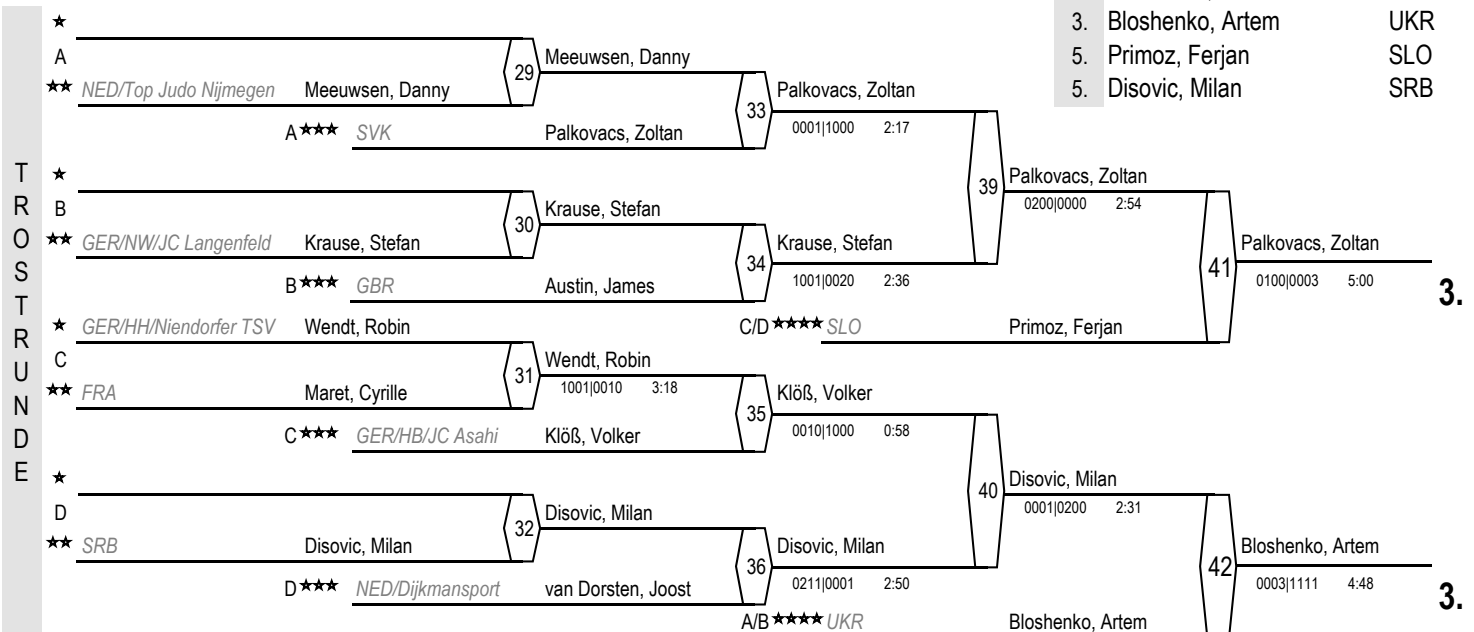 3. Bloshenko, Artem UKR
5. Primoz, Ferjan SLO
5. Disovic, Milan SRB
TROSTRUNDE
★
A
★★ NED/Top Judo Nijmegen Meeuwsen, Danny
29 Meeuwsen, Danny
A★★★ SVK Palkovacs, Zoltan
33 Palkovacs, Zoltan
0001|1000 2:17
★
B
★★ GER/NW/JC Langenfeld Krause, Stefan
30 Krause, Stefan
B★★★ GBR Austin, James
34 Krause, Stefan
1001|0020 2:36
39 Palkovacs, Zoltan
0200|0000 2:54
C/D★★★★ SLO Primoz, Ferjan
41 Palkovacs, Zoltan
0100|0003 5:00
3.
★ GER/HH/Niendorfer TSV Wendt, Robin
C
★★ FRA Maret, Cyrille
31 Wendt, Robin
1001|0010 3:18
C★★★ GER/HB/JC Asahi Klöß, Volker
35 Klöß, Volker
0010|1000 0:58
★
D
★★ SRB Disovic, Milan
32 Disovic, Milan
D★★★ NED/Dijkmansport van Dorsten, Joost
36 Disovic, Milan
0211|0001 2:50
40 Disovic, Milan
0001|0200 2:31
A/B★★★★ UKR Bloshenko, Artem
42 Bloshenko, Artem
0003|1111 4:48
3.